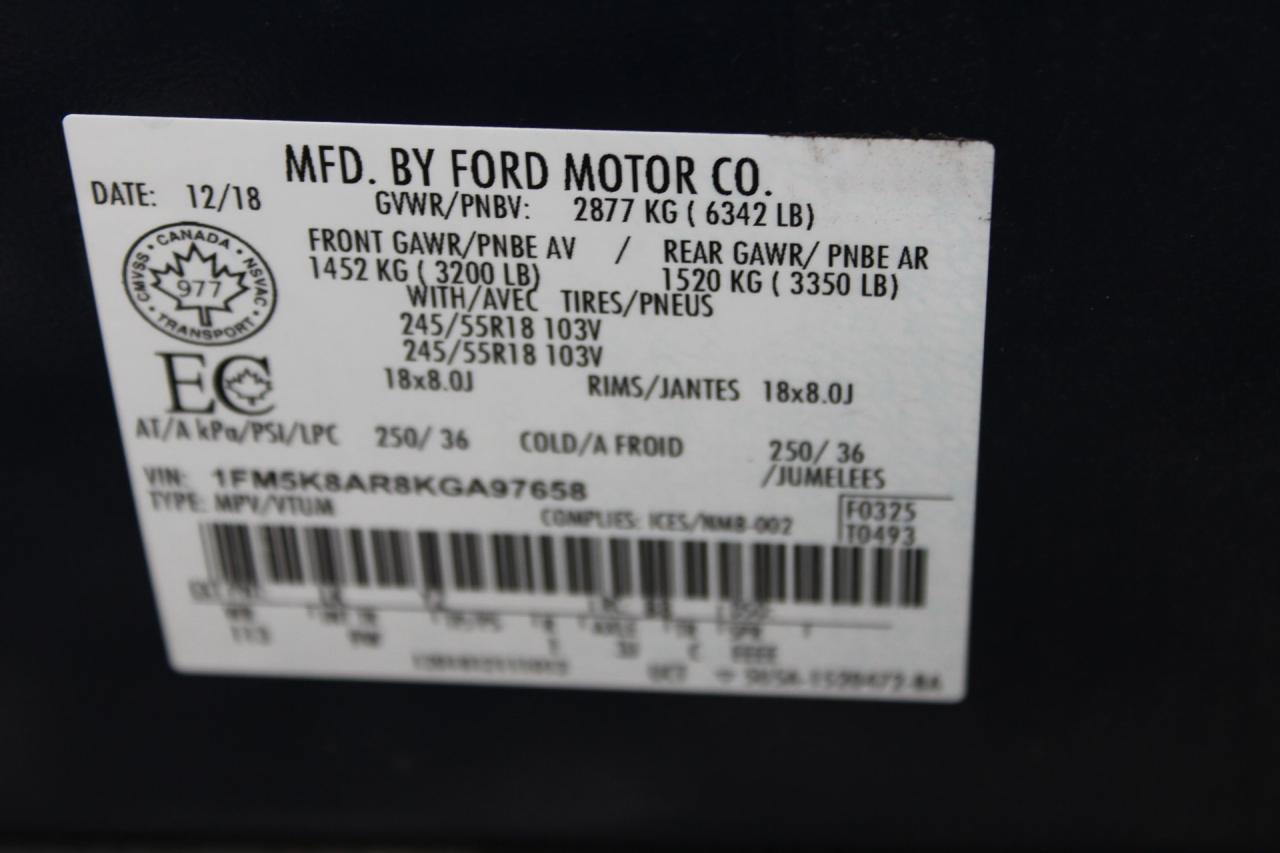 MFD. BY FORD MOTOR CO.
DATE: 12/18
GVWR/PNBV: 2877 KG ( 6342 LB)
FRONT GAWR/PNBE AV / REAR GAWR/ PNBE AR
1452 KG ( 3200 LB) 1520 KG ( 3350 LB)
WITH/AVEC TIRES/PNEUS
245/55R18 103V
245/55R18 103V
18x8.0J RIMS/JANTES 18x8.0J
CANADA
CMVSS 977 NSVAC
TRANSPORT
EC
AT/A kPa/PSI/LPC 250/ 36 COLD/A FROID 250/ 36
/JUMELEES
VIN: 1FM5K8AR8KGA97658
TYPE: MPV/VTUM
COMPLIES: ICES/NMB-002
F0325
T0493